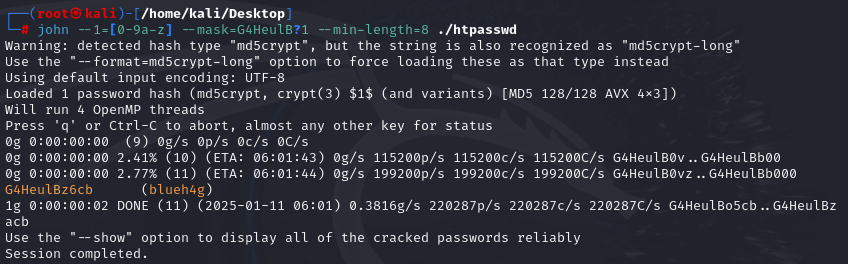 ┌──(root㉿kali)-[/home/kali/Desktop]
└─# john --1=[0-9a-z] --mask=G4HeulB?1 --min-length=8 ./htpasswd
Warning: detected hash type "md5crypt", but the string is also recognized as "md5crypt-long"
Use the "--format=md5crypt-long" option to force loading these as that type instead
Using default input encoding: UTF-8
Loaded 1 password hash (md5crypt, crypt(3) $1$ (and variants) [MD5 128/128 AVX 4×3])
Will run 4 OpenMP threads
Press 'q' or Ctrl-C to abort, almost any other key for status
0g 0:00:00:00  (9) 0g/s 0p/s 0c/s 0C/s
0g 0:00:00:00 2.41% (10) (ETA: 06:01:43) 0g/s 115200p/s 115200c/s 115200C/s G4HeulB0v..G4HeulBb00
0g 0:00:00:00 2.77% (11) (ETA: 06:01:44) 0g/s 199200p/s 199200c/s 199200C/s G4HeulB0vz..G4HeulBb000
G4HeulBz6cb      (blueh4g)
1g 0:00:00:02 DONE (11) (2025-01-11 06:01) 0.3816g/s 220287p/s 220287c/s 220287C/s G4HeulBo5cb..G4HeulBz
acb
Use the "--show" option to display all of the cracked passwords reliably
Session completed.